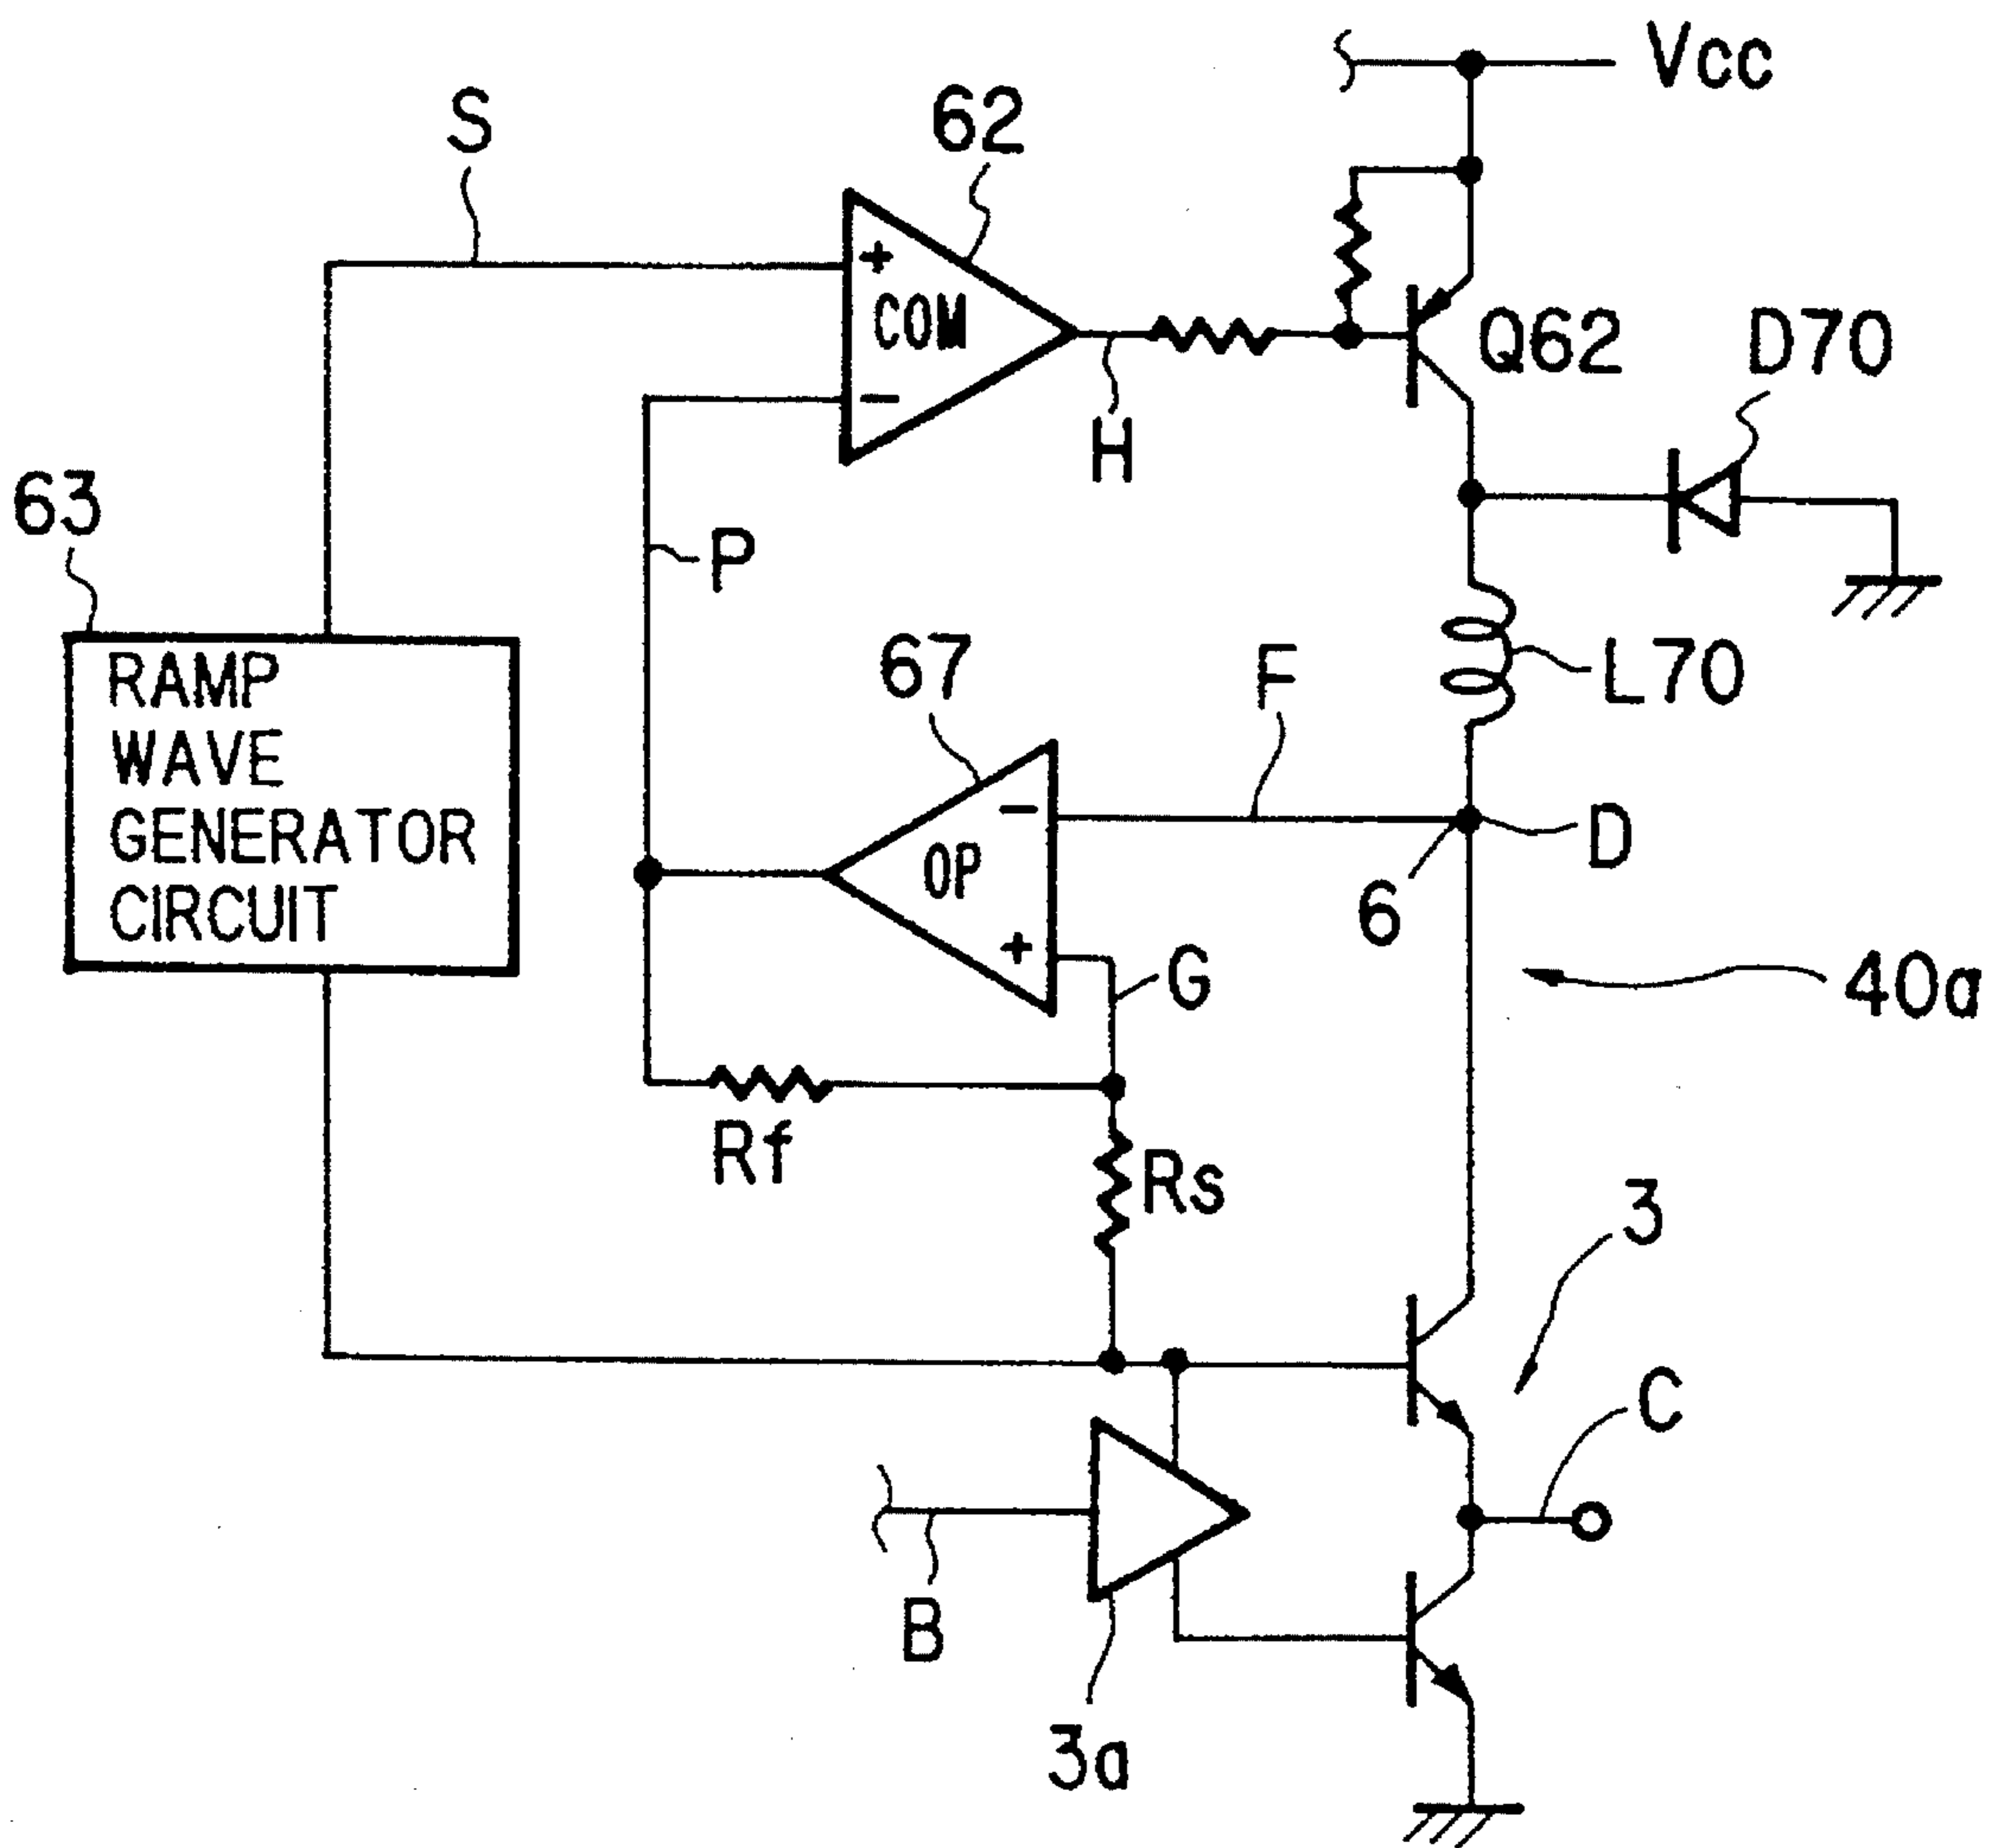 Vcc
S
62
+
COM
−
Q62
D70
H
63
P
RAMP
WAVE
GENERATOR
CIRCUIT
67
F
L70
−
OP
+
D
6
G
40a
Rf
Rs
3
C
B
3a